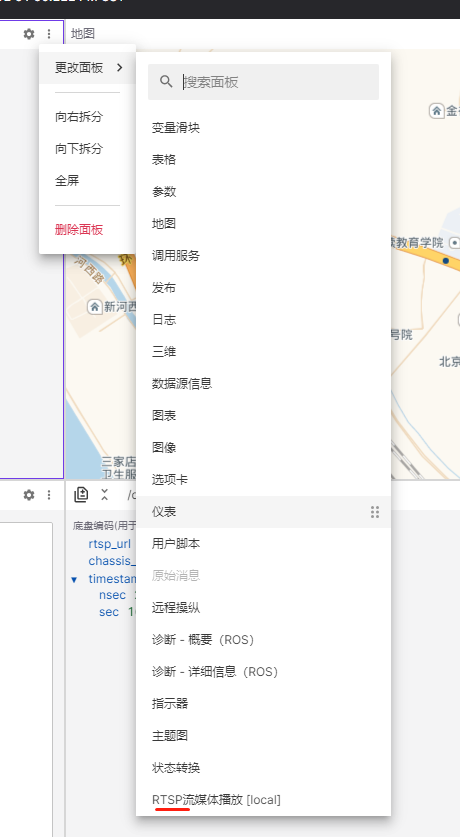 地图
更改面板
向右拆分
向下拆分
全屏
删除面板
搜索面板
变量滑块
表格
参数
地图
调用服务
发布
日志
三维
数据源信息
图表
图像
选项卡
仪表
用户脚本
原始消息
远程操纵
诊断 - 概要（ROS）
诊断 - 详细信息（ROS）
指示器
主题图
状态转换
RTSP流媒体播放 [local]
教育学院
号院
北京
河西路
新河西
三家店
卫生服
底盘编码(用于
rtsp_url
chassis_
timestam
nsec
sec